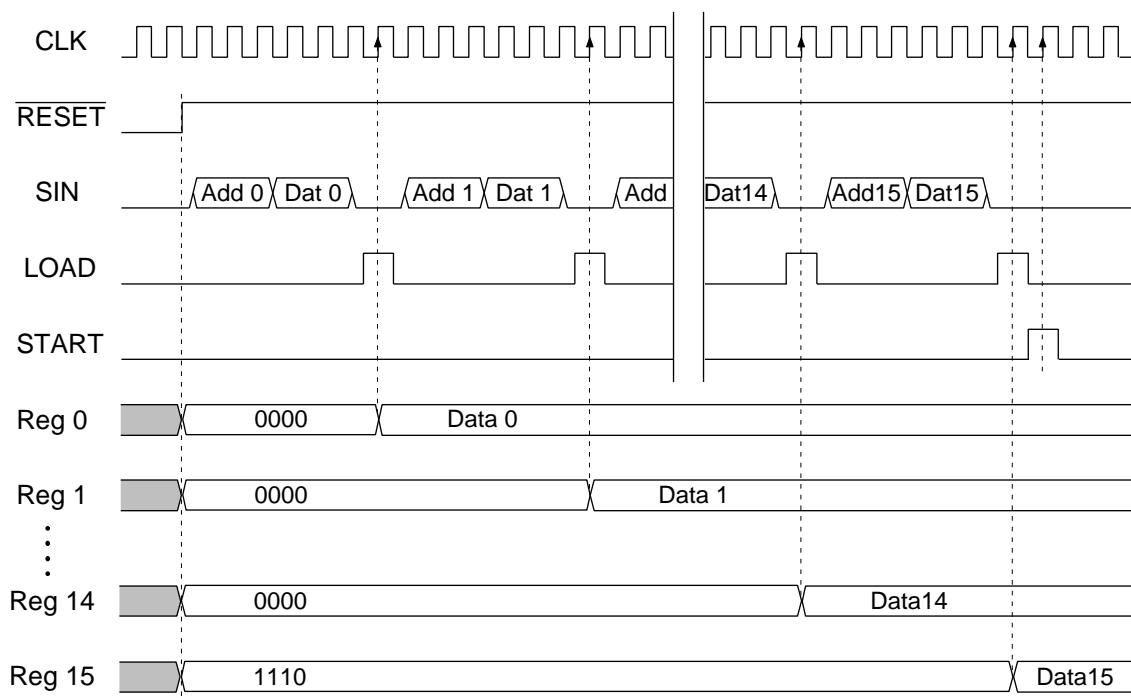 CLK
RESET
SIN Add 0 Dat 0 Add 1 Dat 1 Add Dat14 Add15 Dat15
LOAD
START
Reg 0 0000 Data 0
Reg 1 0000 Data 1
Reg 14 0000 Data14
Reg 15 1110 Data15